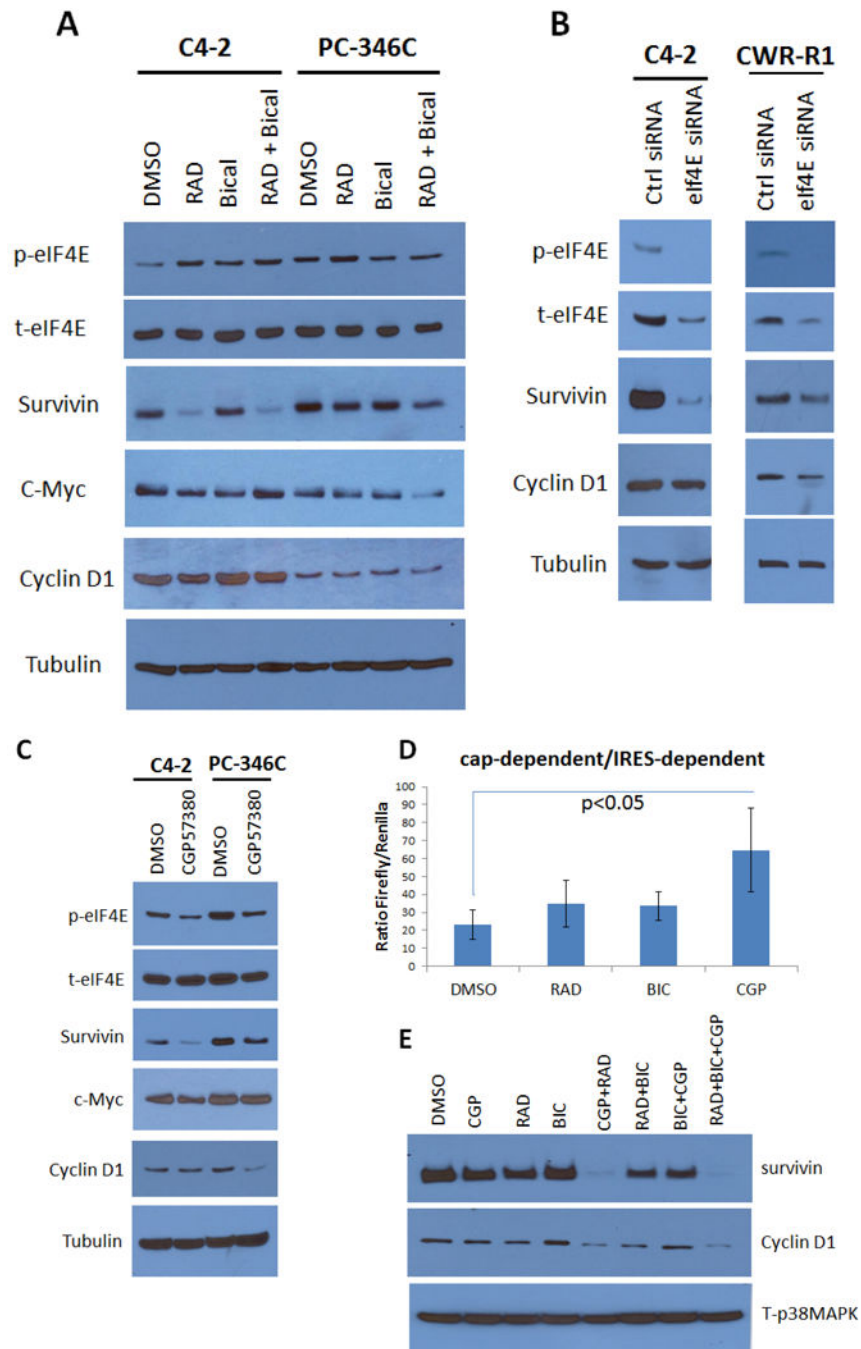 A
C4-2 PC-346C
DMSO RAD Bical RAD + Bical DMSO RAD Bical RAD + Bical
p-eIF4E
t-eIF4E
Survivin
C-Myc
Cyclin D1
Tubulin
B
C4-2 CWR-R1
Ctrl siRNA eIf4E siRNA Ctrl siRNA eIf4E siRNA
p-eIF4E
t-eIF4E
Survivin
Cyclin D1
Tubulin
C
C4-2 PC-346C
DMSO CGP57380 DMSO CGP57380
p-eIF4E
t-eIF4E
Survivin
c-Myc
Cyclin D1
Tubulin
D
cap-dependent/IRES-dependent
p<0.05
Ratio Firefly/Renilla
100
90
80
70
60
50
40
30
20
10
0
DMSO RAD BIC CGP
E
DMSO CGP RAD BIC CGP+RAD RAD+BIC BIC+CGP RAD+BIC+CGP
survivin
Cyclin D1
T-p38MAPK